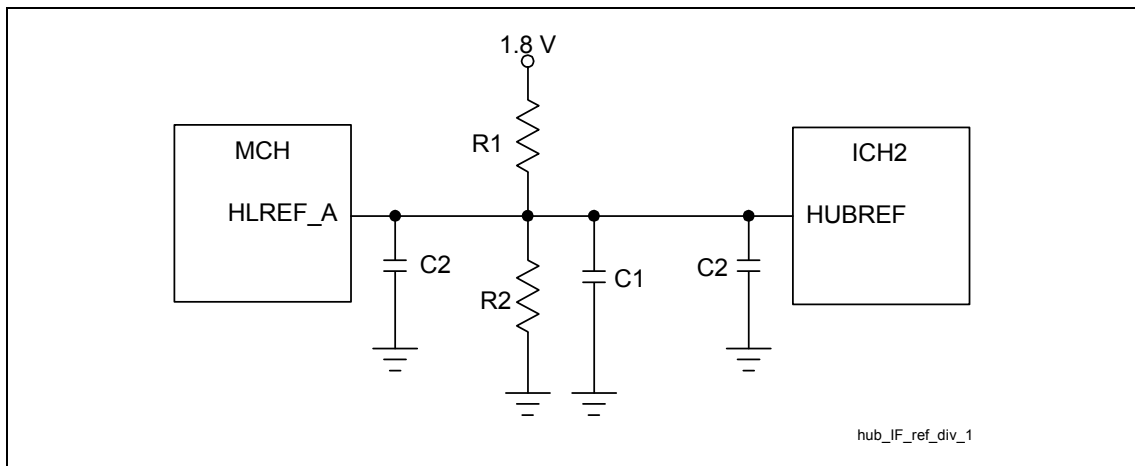 1.8 V
R1
MCH
ICH2
HLREF_A
HUBREF
C2
R2
C1
C2
hub_IF_ref_div_1